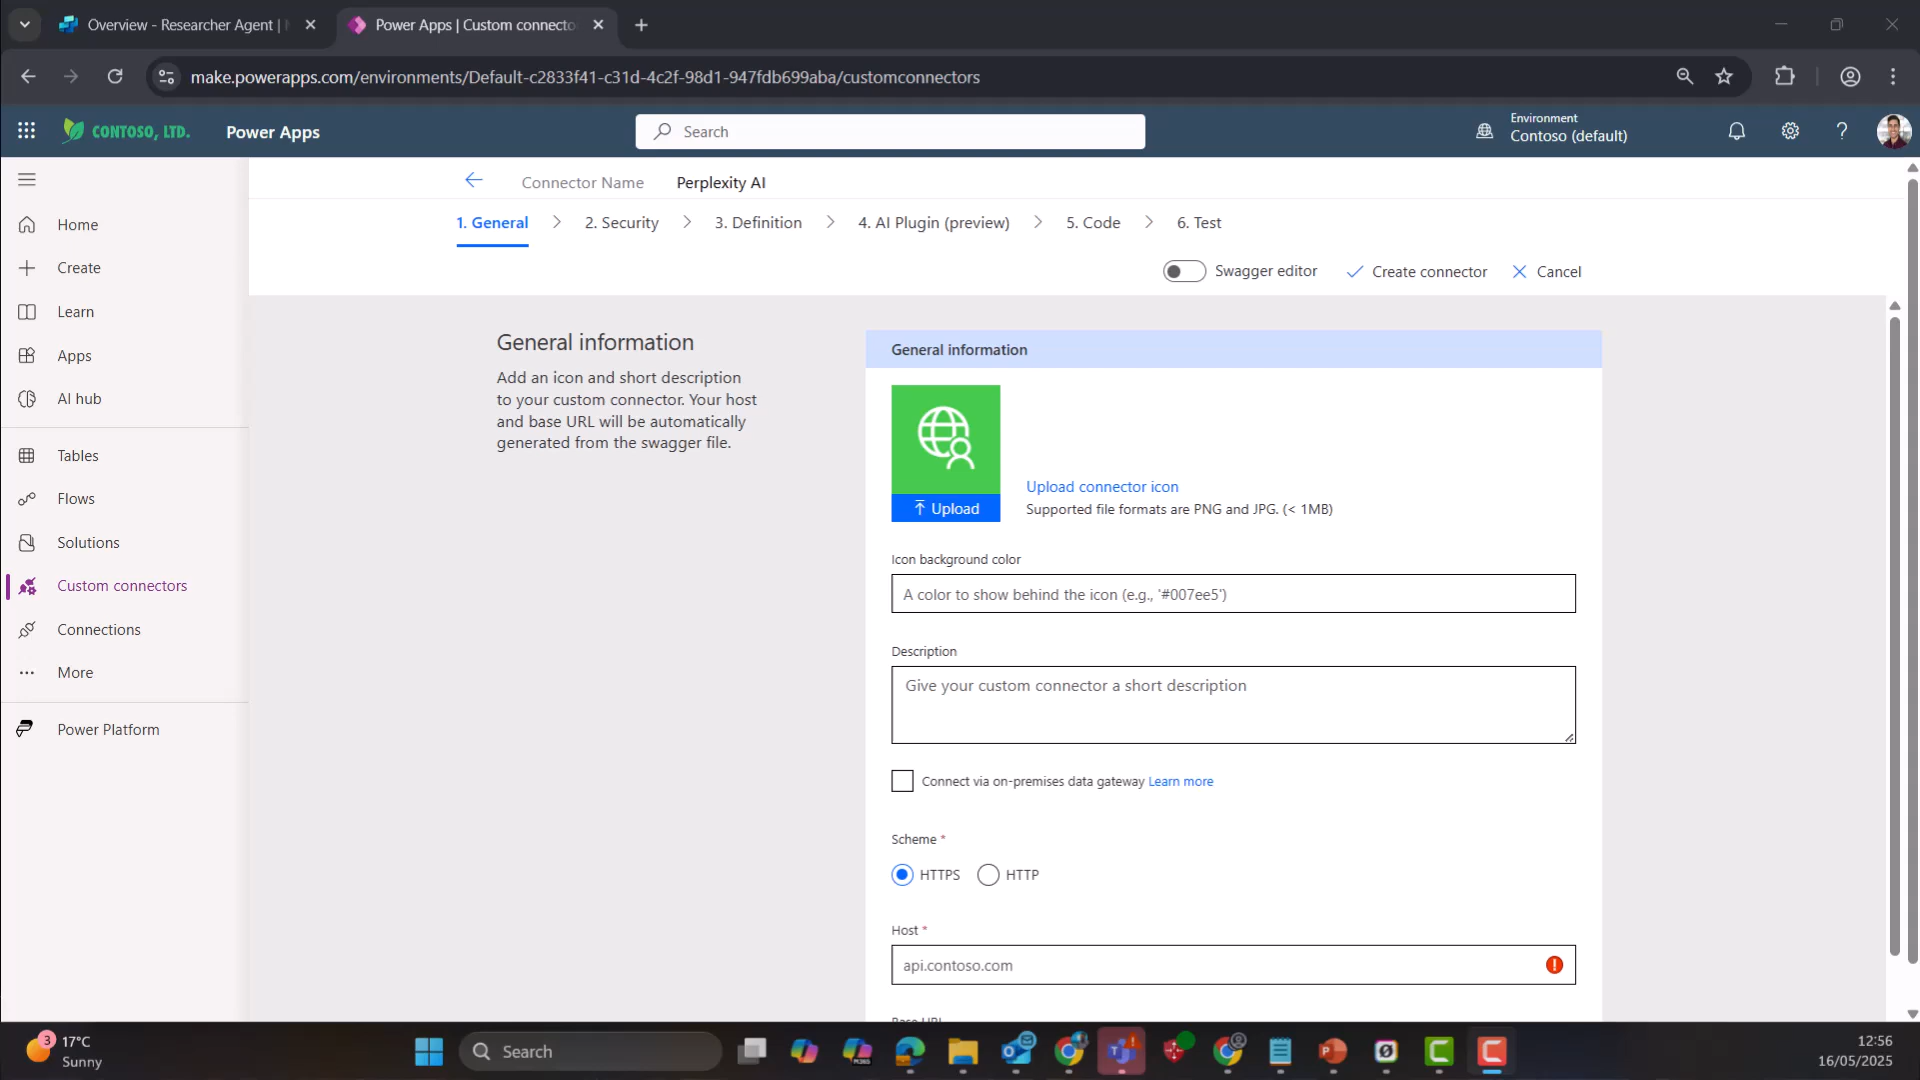 Overview - Researcher Agent |
Power Apps | Custom connecto
make.powerapps.com/environments/Default-c2833f41-c31d-4c2f-98d1-947fdb699aba/customconnectors
CONTOSO, LTD.
Power Apps
Search
Environment
Contoso (default)
Home
Create
Learn
Apps
AI hub
Tables
Flows
Solutions
Custom connectors
Connections
More
Power Platform
Connector Name
Perplexity AI
1. General
2. Security
3. Definition
4. AI Plugin (preview)
5. Code
6. Test
Swagger editor
Create connector
Cancel
General information
Add an icon and short description
to your custom connector. Your host
and base URL will be automatically
generated from the swagger file.
General information
Upload
Upload connector icon
Supported file formats are PNG and JPG. (< 1MB)
Icon background color
A color to show behind the icon (e.g., '#007ee5')
Description
Give your custom connector a short description
Connect via on-premises data gateway Learn more
Scheme *
HTTPS
HTTP
Host *
api.contoso.com
Base URL
3
17°C
Sunny
Search
12:56
16/05/2025